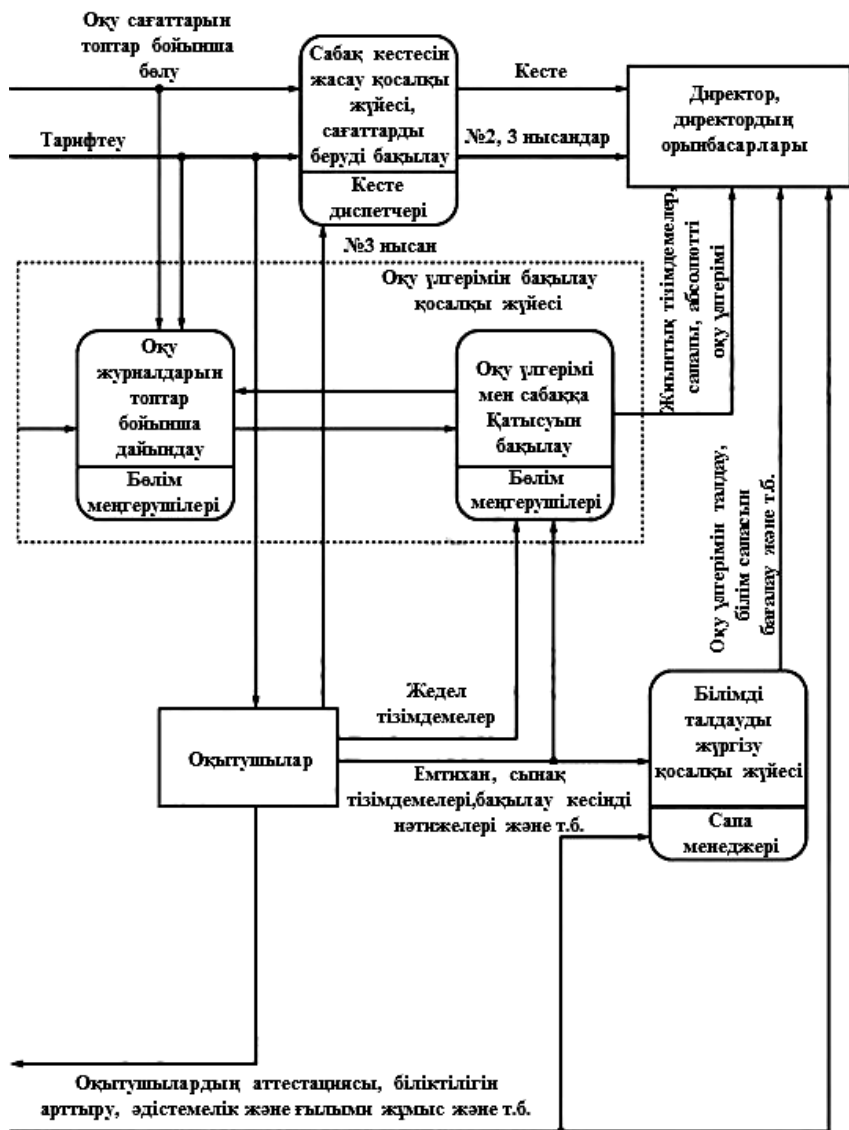 Оқу сағаттарын
топтар бойынша
бөлу
Сабақ кестесін
жасау қосалқы
жүйесі,
сағаттарды
беруді бақылау
Кесте
диспетчері
Кесте
№2, 3 нысандар
Директор,
директордың
орынбасарлары
Тарифтеу
№3 нысан
Оқу үлгерімін бақылау
қосалқы жүйесі
Жиынтық тізімдемелер,
сапалы, абсолютті
оқу үлгерімі
Оқу
журналдарын
топтар
бойынша
дайындау
Бөлім
меңгерушілері
Оқу үлгерімі
мен сабаққа
Қатысуын
бақылау
Бөлім
меңгерушілері
Оқу үлгерімін талдау,
білім сапасын
бағалау және т.б.
Жедел
тізімдемелер
Оқытушылар
Емтихан, сынақ
тізімдемелері,бақылау кесінді
нәтижелері және т.б.
Білімді
талдауды
жүргізу
қосалқы жүйесі
Сапа
менеджері
Оқытушылардың аттестациясы, біліктілігін
арттыру, әдістемелік және ғылыми жұмыс және т.б.